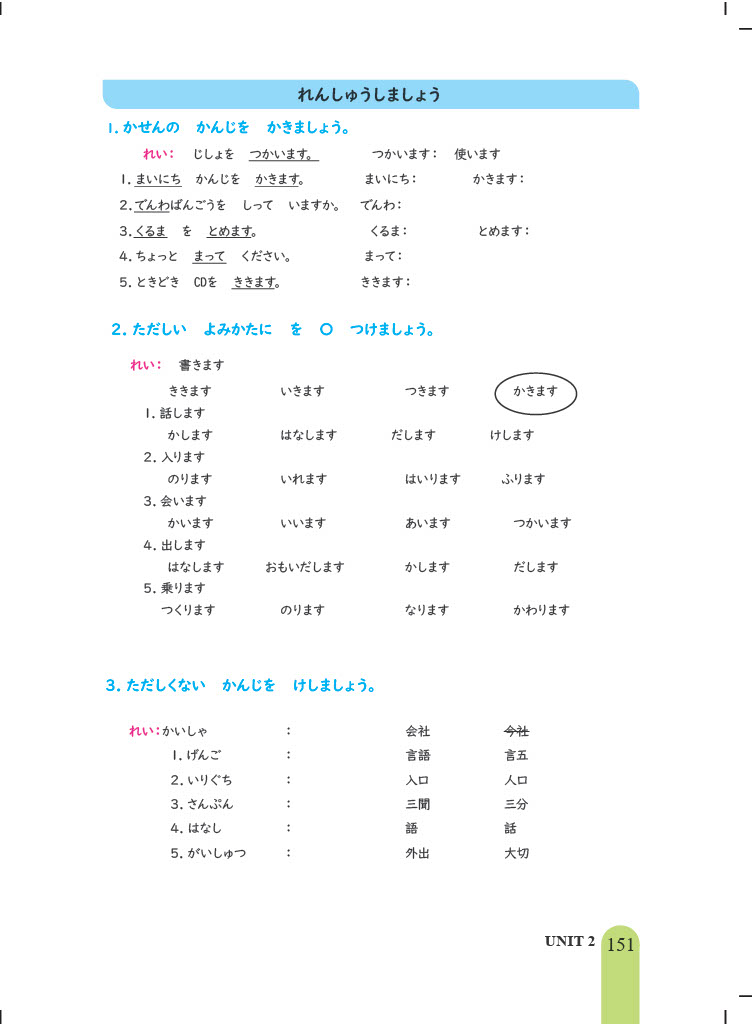 れんしゅうしましょう
1. かせんの かんじを かきましょう。
れい： じしょを つかいます。 つかいます： 使います
1. まいにち かんじを かきます。 まいにち： かきます：
2. でんわばんごうを しって いますか。 でんわ：
3. くるま を とめます。 くるま： とめます：
4. ちょっと まって ください。 まって：
5. ときどき CDを ききます。 ききます：
2. ただしい よみかたに を ○ つけましょう。
れい： 書きます
ききます いきます つきます かきます
1. 話します
かします はなします だします けします
2. 入ります
のります いれます はいります ふります
3. 会います
かいます いいます あいます つかいます
4. 出します
はなします おもいだします かします だします
5. 乗ります
つくります のります なります かわります
3. ただしくない かんじを けしましょう。
れい：かいしゃ ： 会社 今社
1. げんご ： 言語 言五
2. いりぐち ： 入口 人口
3. さんぷん ： 三聞 三分
4. はなし ： 語 話
5. がいしゅつ ： 外出 大切
UNIT 2 151